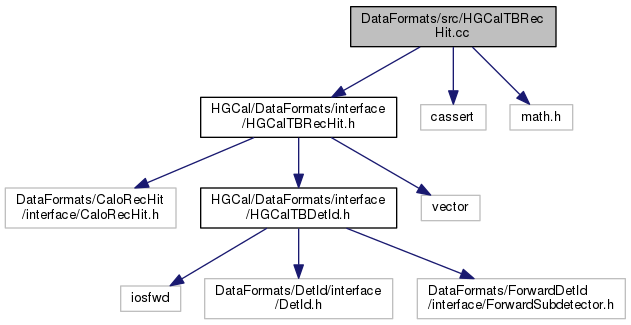 DataFormats/src/HGCalTBRec
Hit.cc
HGCal/DataFormats/interface
/HGCalTBRecHit.h
cassert
math.h
DataFormats/CaloRecHit
/interface/CaloRecHit.h
HGCal/DataFormats/interface
/HGCalTBDetId.h
vector
iosfwd
DataFormats/DetId/interface
/DetId.h
DataFormats/ForwardDetId
/interface/ForwardSubdetector.h